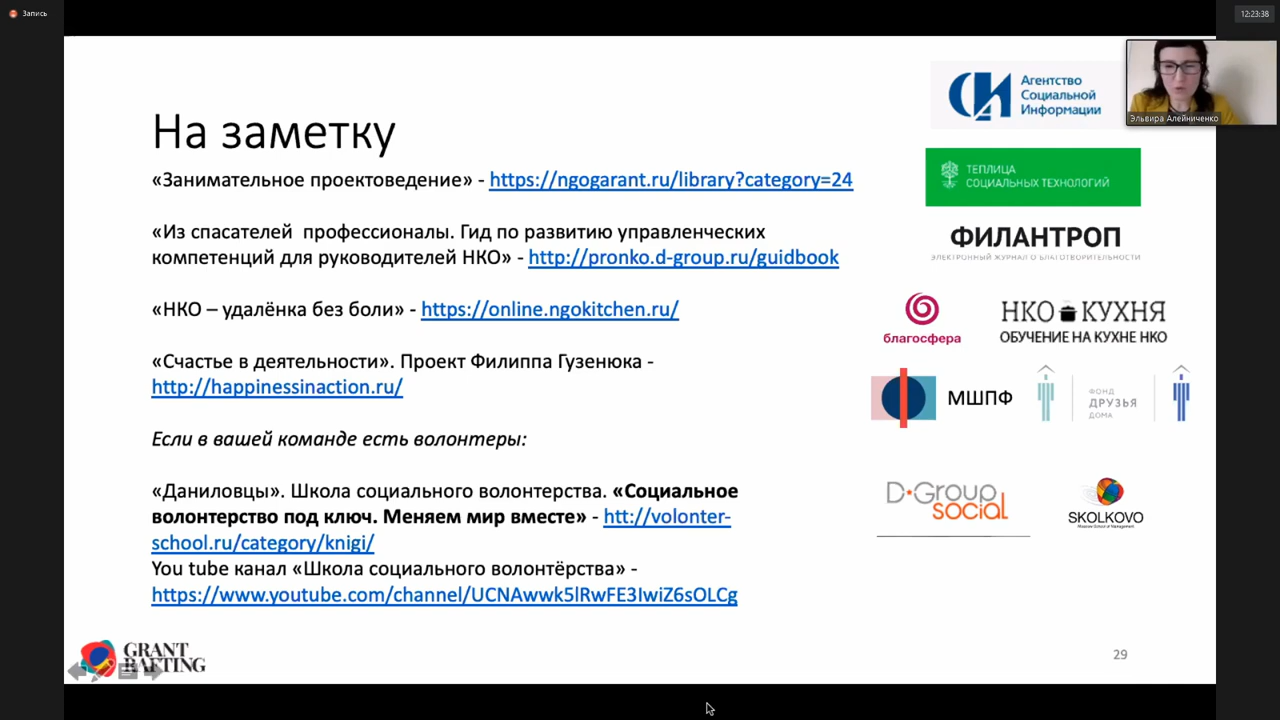 Запись
12:23:38
Агентство
Социальной
Информации
Эльвира Алейниченко
На заметку
«Занимательное проектоведение» - https://ngogarant.ru/library?category=24
ТЕПЛИЦА
СОЦИАЛЬНЫХ ТЕХНОЛОГИЙ
«Из спасателей профессионалы. Гид по развитию управленческих
компетенций для руководителей НКО» - http://pronko.d-group.ru/guidbook
ФИЛАНТРОП
ЭЛЕКТРОННЫЙ ЖУРНАЛ О БЛАГОТВОРИТЕЛЬНОСТИ
«НКО – удалёнка без боли» - https://online.ngokitchen.ru/
благосфера
НКО КУХНЯ
ОБУЧЕНИЕ НА КУХНЕ НКО
«Счастье в деятельности». Проект Филиппа Гузенюка -
http://happinessinaction.ru/
МШПФ
ФОНД
ДРУЗЬЯ
ДОМА
Если в вашей команде есть волонтеры:
«Даниловцы». Школа социального волонтерства. «Социальное
волонтерство под ключ. Меняем мир вместе» - htt://volonter-
school.ru/category/knigi/
You tube канал «Школа социального волонтёрства» -
https://www.youtube.com/channel/UCNAwwk5lRwFE3IwiZ6sOLCg
D·Group
social
SKOLKOVO
Moscow School of Management
GRANT
RAFTING
29